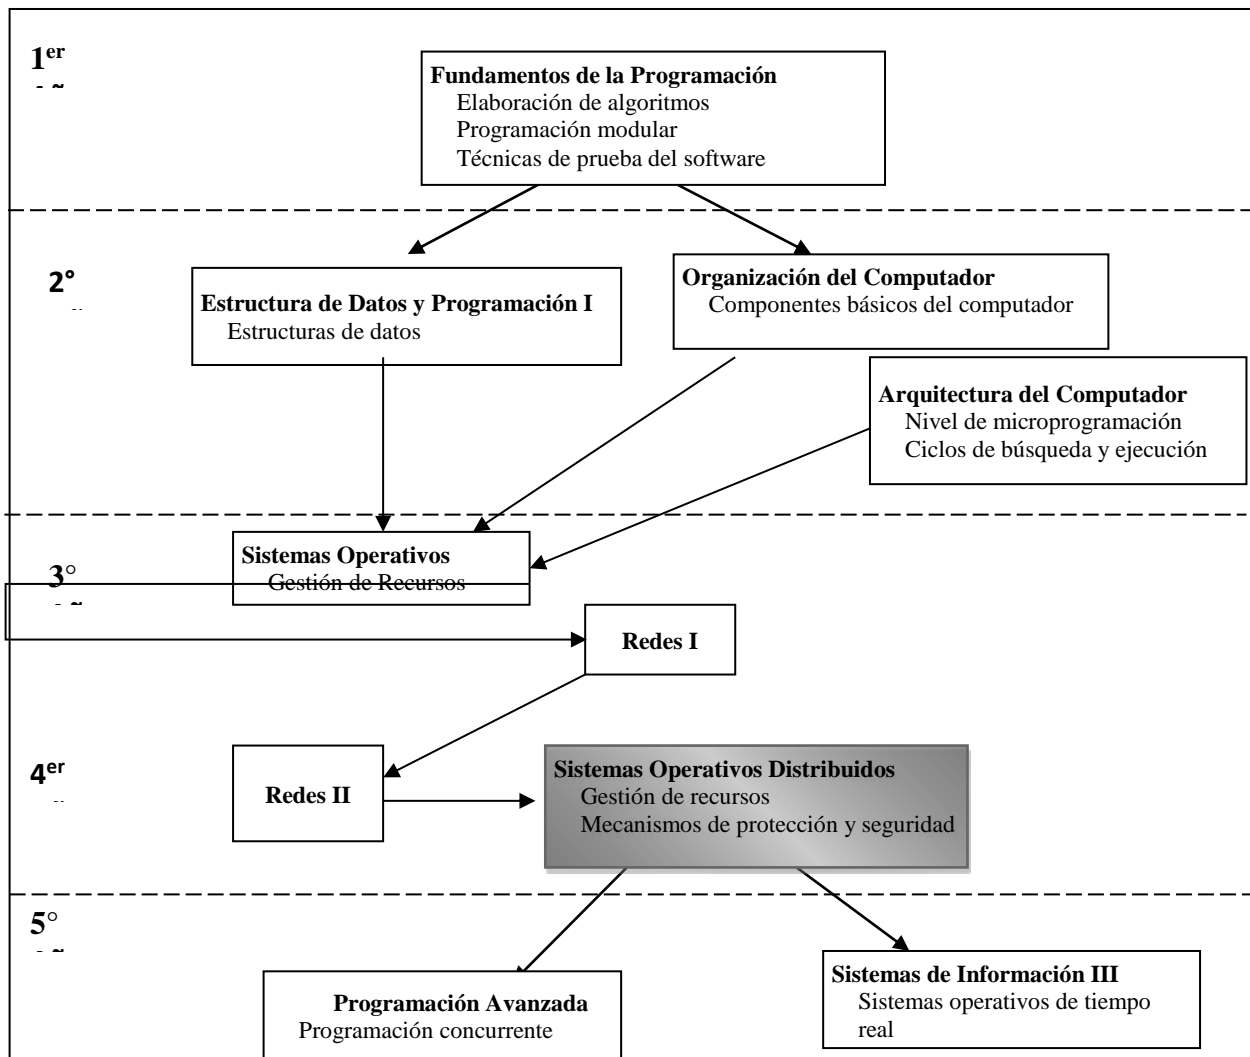 1er
Fundamentos de la Programación
Elaboración de algoritmos
Programación modular
Técnicas de prueba del software
2°
Estructura de Datos y Programación I
Estructuras de datos
Organización del Computador
Componentes básicos del computador
Arquitectura del Computador
Nivel de microprogramación
Ciclos de búsqueda y ejecución
3°
Sistemas Operativos
Gestión de Recursos
Redes I
4er
Redes II
Sistemas Operativos Distribuidos
Gestión de recursos
Mecanismos de protección y seguridad
5°
Programación Avanzada
Programación concurrente
Sistemas de Información III
Sistemas operativos de tiempo
real